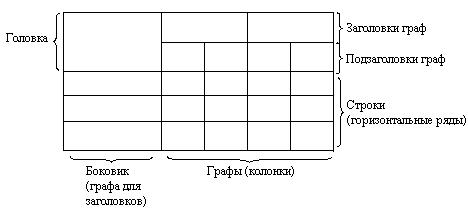 Головка
Заголовки граф
Подзаголовки граф
Строки
(горизонтальные ряды)
Боковик
(графа для
заголовков)
Графы (колонки)